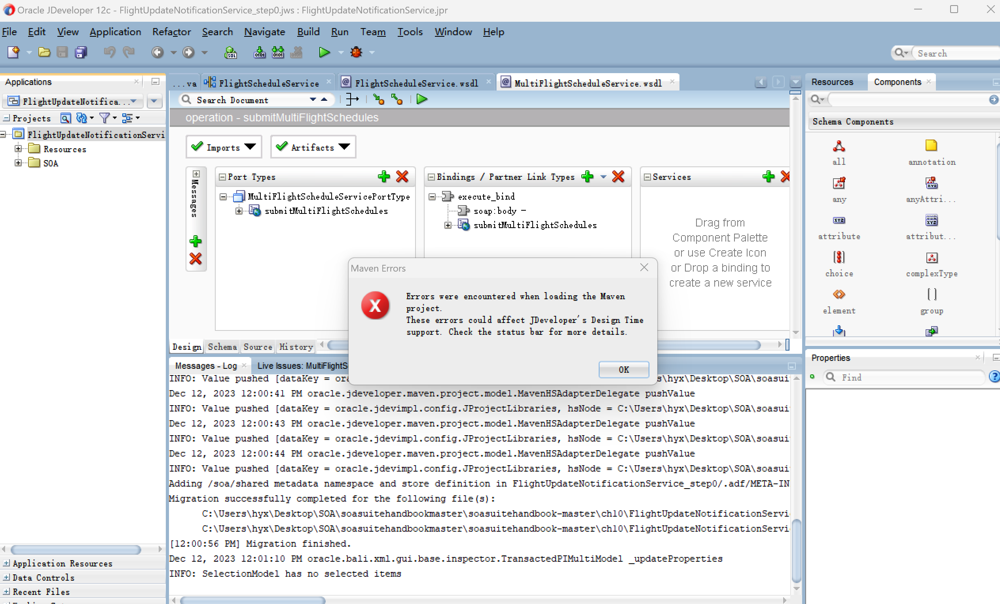 Oracle JDeveloper 12c - FlightUpdateNotificationService_step0.jws : FlightUpdateNotificationService.jpr
File Edit View Application Refactor Search Navigate Build Run Team Tools Window Help
Search
Applications
FlightUpdateNotifica...
Projects
FlightUpdateNotificationServi
Resources
SOA
Application Resources
Data Controls
Recent Files
...va
FlightScheduleService
FlightScheduleService.wsdl
MultiFlightScheduleService.wsdl
Search Document
operation - submitMultiFlightSchedules
Imports
Artifacts
Messages
Port Types
MultiFlightScheduleServicePortType
submitMultiFlightSchedules
Bindings / Partner Link Types
execute_bind
soap:body -
submitMultiFlightSchedules
Services
Drag from
Component Palette
or use Create Icon
or Drop a binding to
create a new service
Maven Errors
Errors were encountered when loading the Maven
project.
These errors could affect JDeveloper's Design Time
support. Check the status bar for more details.
OK
Design Schema Source History
Messages - Log
Live Issues: MultiFlightS
INFO: Value pushed [dataKey = ora s\hyx\Desktop\SOA\soasui
Dec 12, 2023 12:00:41 PM oracle.jdeveloper.maven.project.model.MavenHSAdapterDelegate pushValue
INFO: Value pushed [dataKey = oracle.jdevimpl.config.JProjectLibraries, hsNode = C:\Users\hyx\Desktop\SOA\soasui
Dec 12, 2023 12:00:43 PM oracle.jdeveloper.maven.project.model.MavenHSAdapterDelegate pushValue
INFO: Value pushed [dataKey = oracle.jdevimpl.config.JProjectLibraries, hsNode = C:\Users\hyx\Desktop\SOA\soasui
Dec 12, 2023 12:00:44 PM oracle.jdeveloper.maven.project.model.MavenHSAdapterDelegate pushValue
INFO: Value pushed [dataKey = oracle.jdevimpl.config.JProjectLibraries, hsNode = C:\Users\hyx\Desktop\SOA\soasui
Adding /soa/shared metadata namespace and store definition in FlightUpdateNotificationService_step0/.adf/META-IN
Migration successfully completed for the following file(s):
C:\Users\hyx\Desktop\SOA\soasuitehandbookmaster\soasuitehandbook-master\ch10\FlightUpdateNotificationServi
C:\Users\hyx\Desktop\SOA\soasuitehandbookmaster\soasuitehandbook-master\ch10\FlightUpdateNotificationServi
[12:00:56 PM] Migration finished.
Dec 12, 2023 12:01:10 PM oracle.bali.xml.gui.base.inspector.TransactedPIMultiModel _updateProperties
INFO: SelectionModel has no selected items
Resources
Components
Schema Components
all
annotation
any
anyAttri...
attribute
attribut...
choice
complexType
element
group
Properties
Find